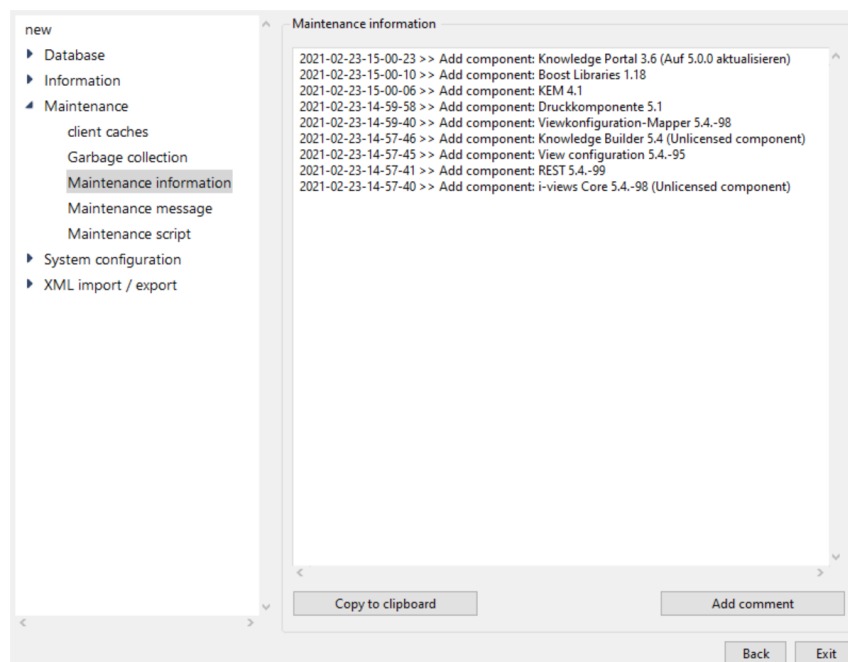 new
Database
Information
Maintenance
client caches
Garbage collection
Maintenance information
Maintenance message
Maintenance script
System configuration
XML import / export
Maintenance information
2021-02-23-15-00-23 >> Add component: Knowledge Portal 3.6 (Auf 5.0.0 aktualisieren)
2021-02-23-15-00-10 >> Add component: Boost Libraries 1.18
2021-02-23-15-00-06 >> Add component: KEM 4.1
2021-02-23-14-59-58 >> Add component: Druckkomponente 5.1
2021-02-23-14-59-40 >> Add component: Viewkonfiguration-Mapper 5.4.-98
2021-02-23-14-57-46 >> Add component: Knowledge Builder 5.4 (Unlicensed component)
2021-02-23-14-57-45 >> Add component: View configuration 5.4.-95
2021-02-23-14-57-41 >> Add component: REST 5.4.-99
2021-02-23-14-57-40 >> Add component: i-views Core 5.4.-98 (Unlicensed component)
Copy to clipboard
Add comment
Back
Exit